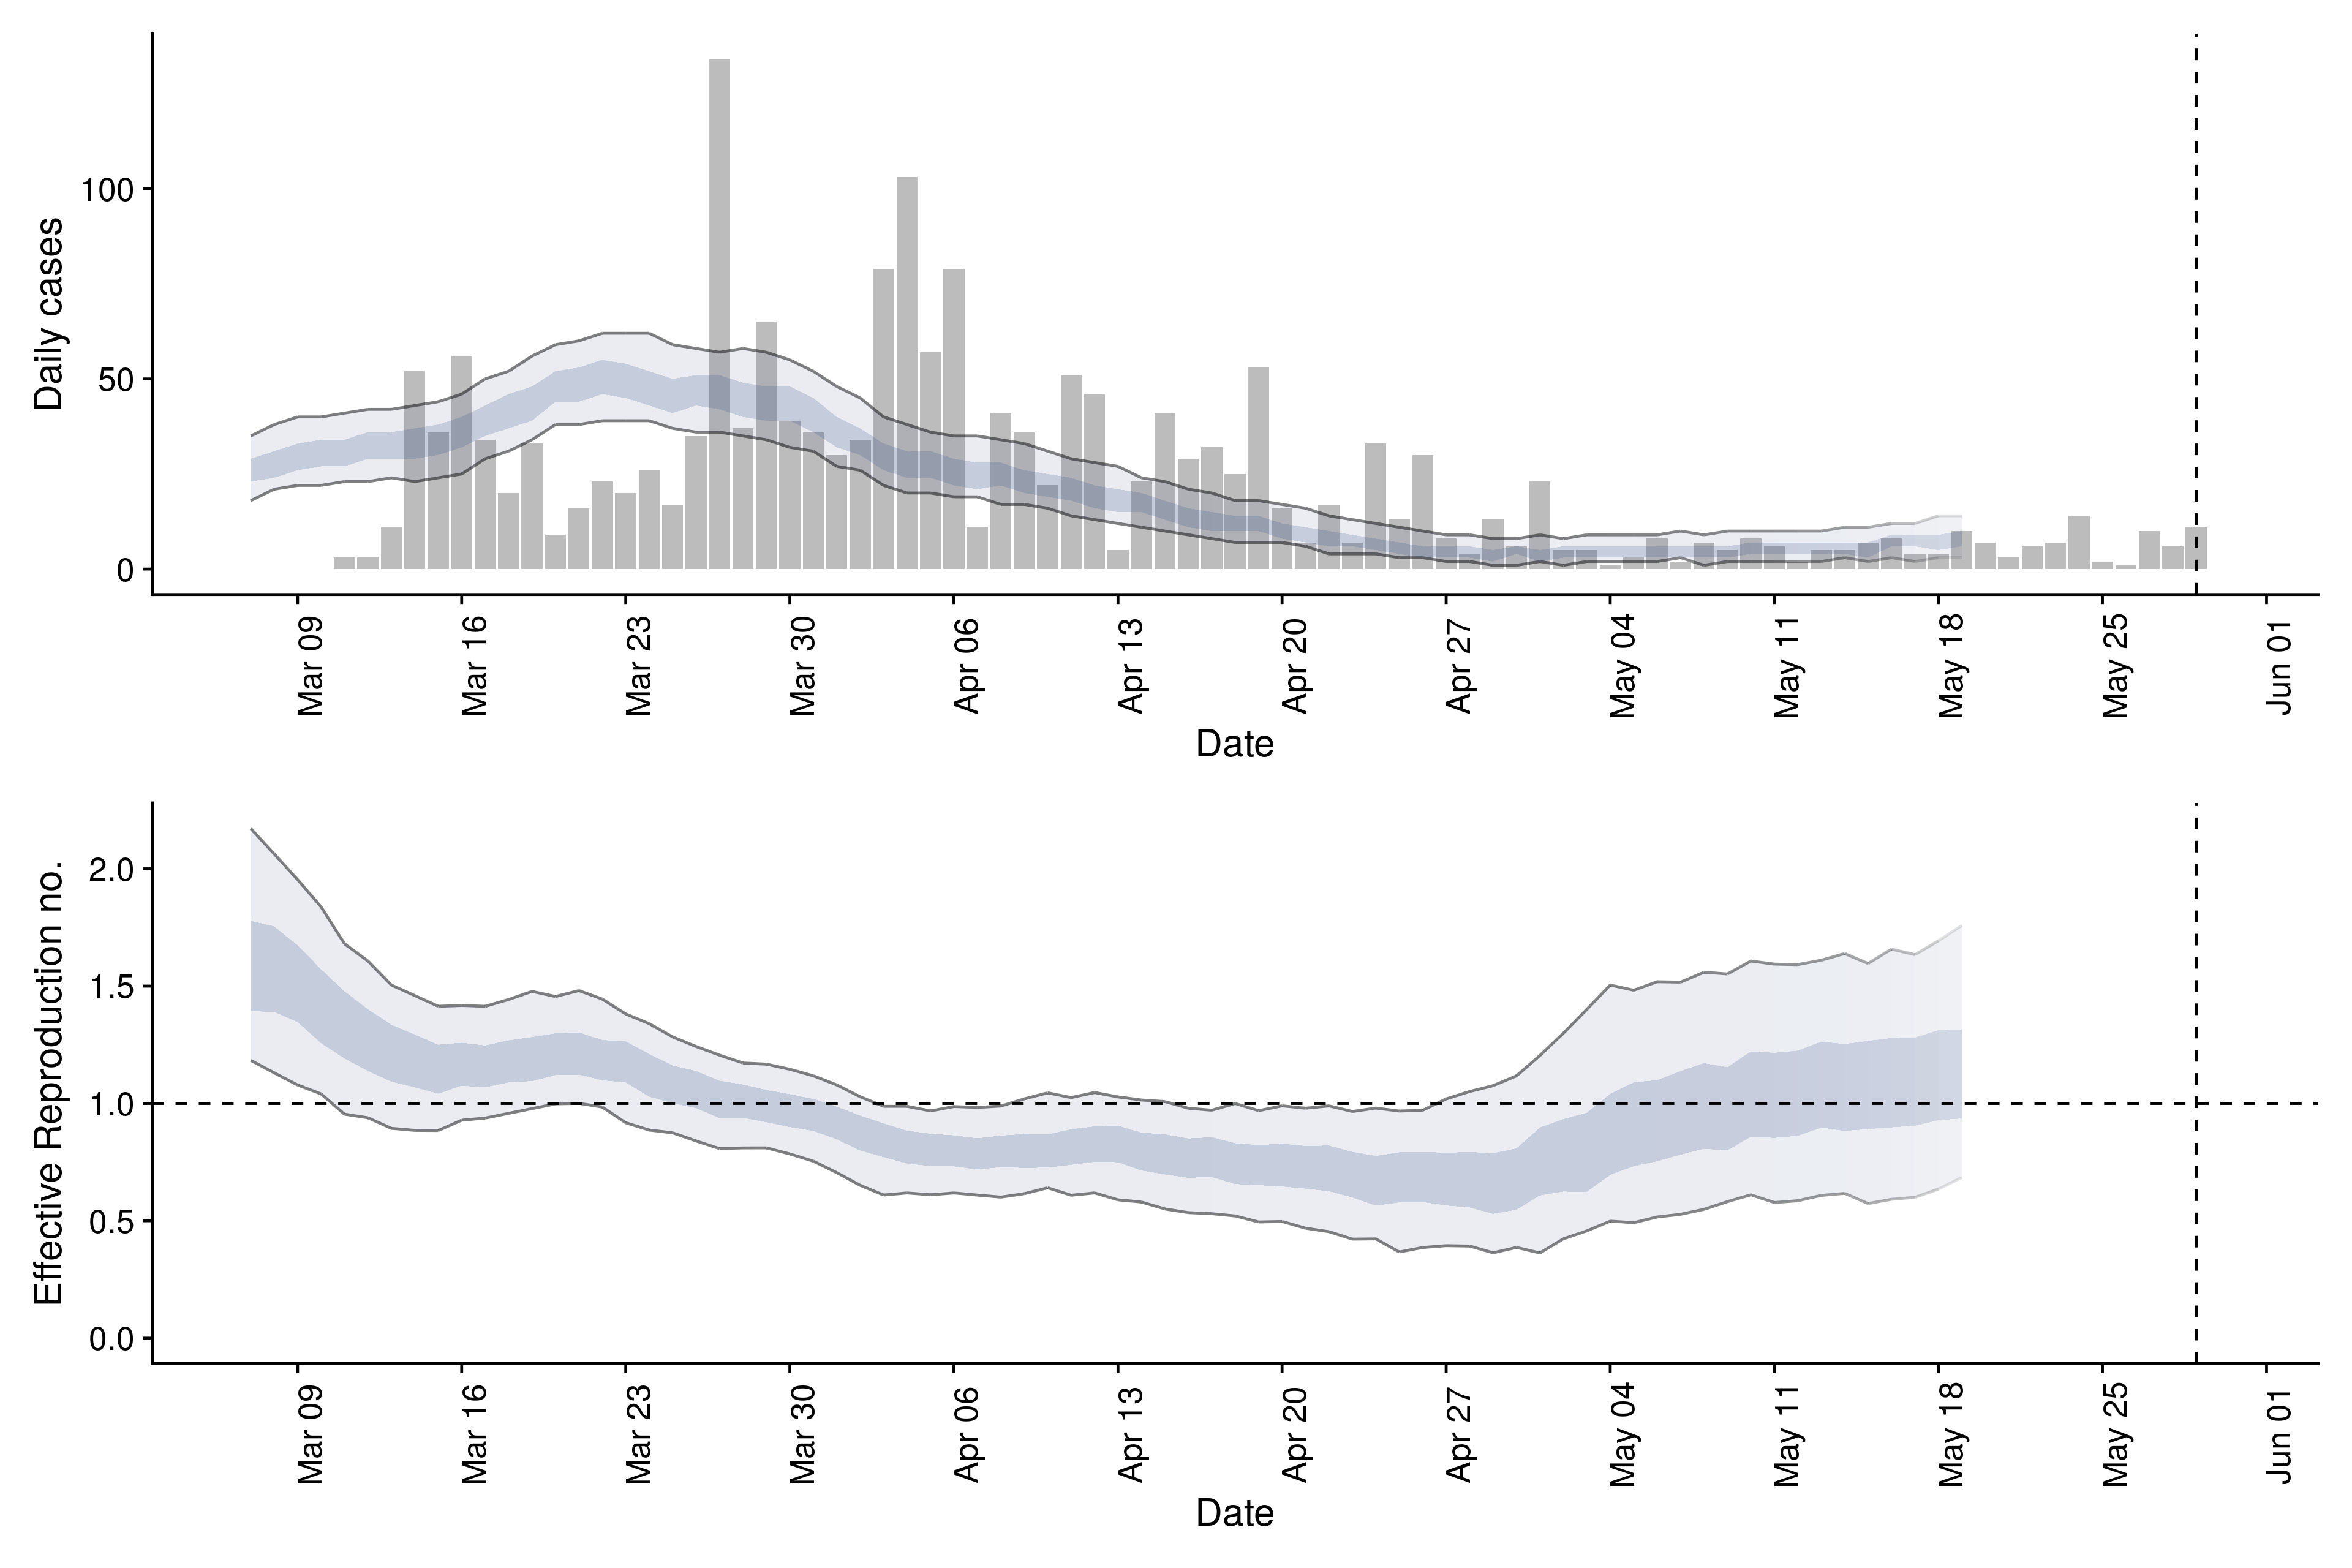 Daily cases
100
50
0
Mar 09
Mar 16
Mar 23
Mar 30
Apr 06
Apr 13
Apr 20
Apr 27
May 04
May 11
May 18
May 25
Jun 01
Date
Effective Reproduction no.
2.0
1.5
1.0
0.5
0.0
Mar 09
Mar 16
Mar 23
Mar 30
Apr 06
Apr 13
Apr 20
Apr 27
May 04
May 11
May 18
May 25
Jun 01
Date